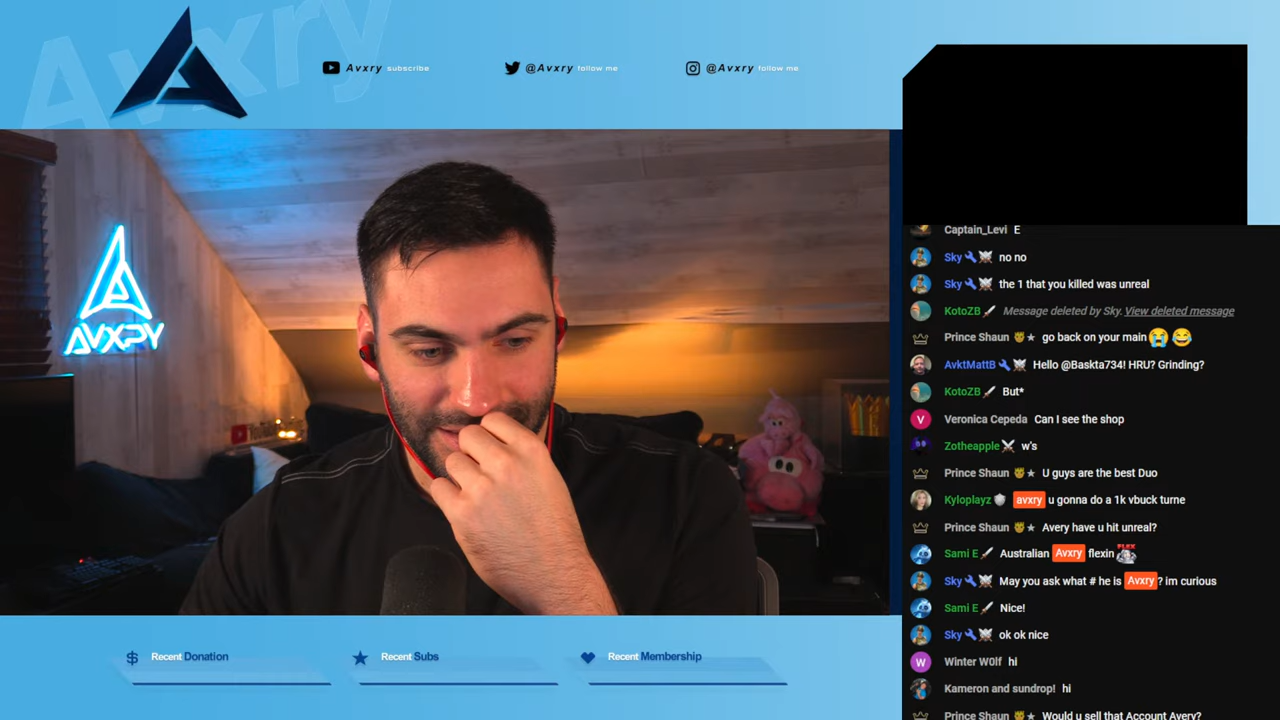 Avxry
Avxry subscribe
@Avxry follow me
@Avxry follow me
AVXRY
Captain_Levi E
Sky no no
Sky the 1 that you killed was unreal
KotoZB Message deleted by Sky. View deleted message
Prince Shaun go back on your main
AvktMattB Hello @Baskta734! HRU? Grinding?
KotoZB But*
V
Veronica Cepeda Can I see the shop
Zotheapple w's
Prince Shaun U guys are the best Duo
Kyloplayz avxry u gonna do a 1k vbuck turne
Prince Shaun Avery have u hit unreal?
Sami E Australian Avxry flexin
Sky May you ask what # he is Avxry ? im curious
Sami E Nice!
Sky ok ok nice
W
Winter W0lf hi
Kameron and sundrop! hi
Prince Shaun Would u sell that Account Avery?
$ Recent Donation
Recent Subs
Recent Membership